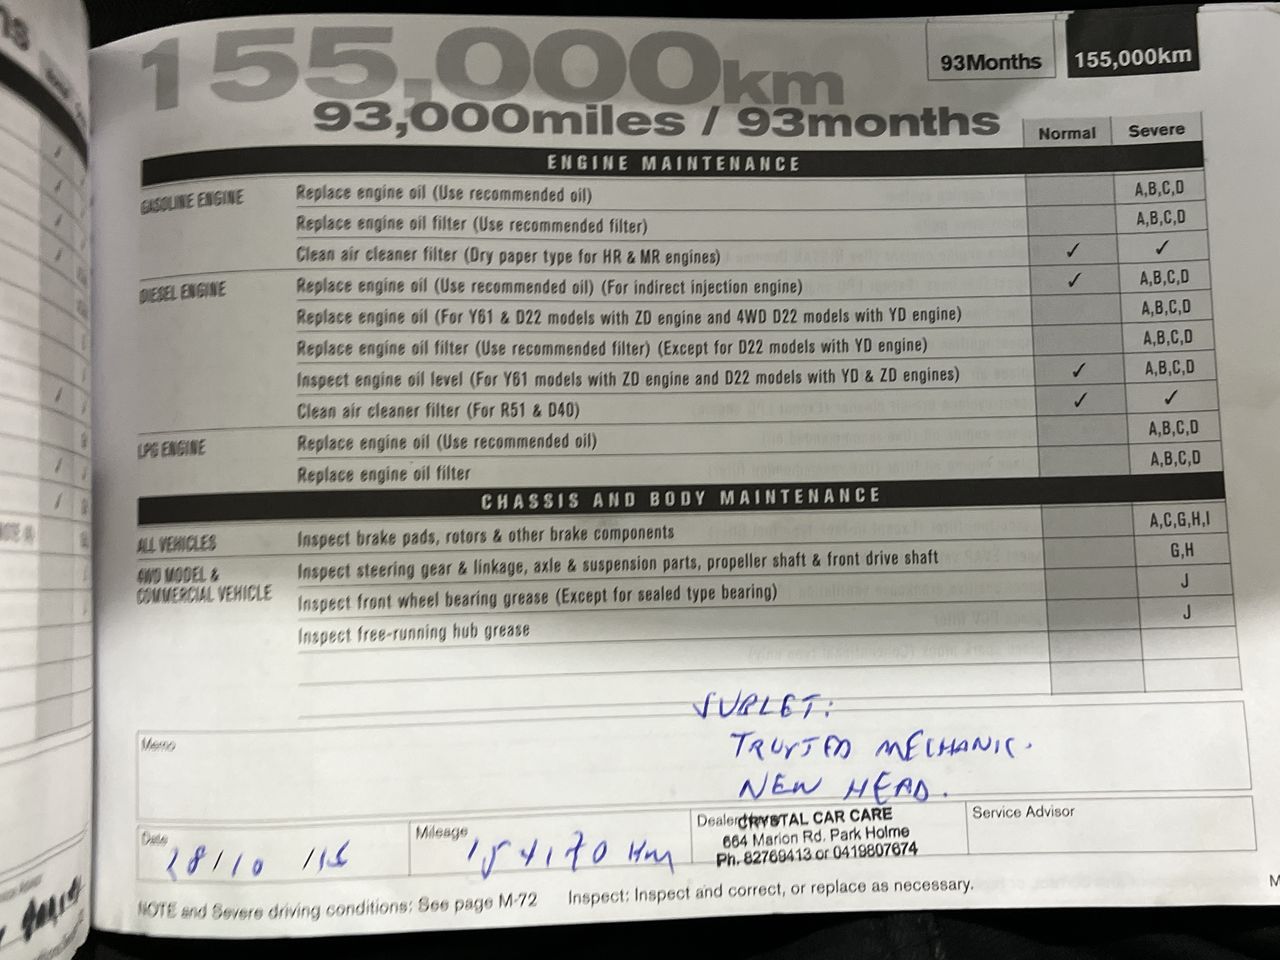 155,000km
93Months
155,000km
93,000miles / 93months
Normal Severe
ENGINE MAINTENANCE
GASOLINE ENGINE Replace engine oil (Use recommended oil) A,B,C,D
Replace engine oil filter (Use recommended filter) A,B,C,D
Clean air cleaner filter (Dry paper type for HR & MR engines) ✓ ✓
DIESEL ENGINE Replace engine oil (Use recommended oil) (For indirect injection engine) ✓ A,B,C,D
Replace engine oil (For Y61 & D22 models with ZD engine and 4WD D22 models with YD engine) A,B,C,D
Replace engine oil filter (Use recommended filter) (Except for D22 models with YD engine) A,B,C,D
Inspect engine oil level (For Y61 models with ZD engine and D22 models with YD & ZD engines) ✓ A,B,C,D
Clean air cleaner filter (For R51 & D40) ✓ ✓
LPG ENGINE Replace engine oil (Use recommended oil) A,B,C,D
Replace engine oil filter A,B,C,D
CHASSIS AND BODY MAINTENANCE
ALL VEHICLES Inspect brake pads, rotors & other brake components A,C,G,H,I
4WD MODEL & Inspect steering gear & linkage, axle & suspension parts, propeller shaft & front drive shaft G,H
COMMERCIAL VEHICLE Inspect front wheel bearing grease (Except for sealed type bearing) J
Inspect free-running hub grease J
SUBLET:
Memo
TRUSTED MECHANIC.
NEW HEAD.
Date 18/10
Mileage 154170 Km
Dealer CRYSTAL CAR CARE
664 Marion Rd. Park Holme
Ph. 82769413 or 0419807674
Service Advisor
NOTE and Severe driving conditions: See page M-72 Inspect: Inspect and correct, or replace as necessary.